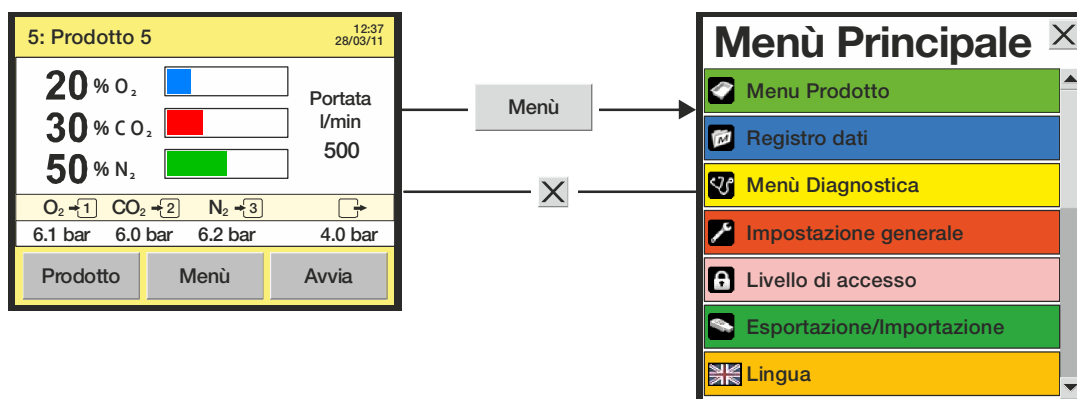 5: Prodotto 5
12:37
28/03/11
20 % O₂
30 % CO₂
50 % N₂
Portata
l/min
500
O₂ 1 CO₂ 2 N₂ 3
6.1 bar 6.0 bar 6.2 bar 4.0 bar
Prodotto Menù Avvia
Menù
X
Menù Principale X
Menu Prodotto
M Registro dati
Menù Diagnostica
Impostazione generale
Livello di accesso
Esportazione/Importazione
Lingua